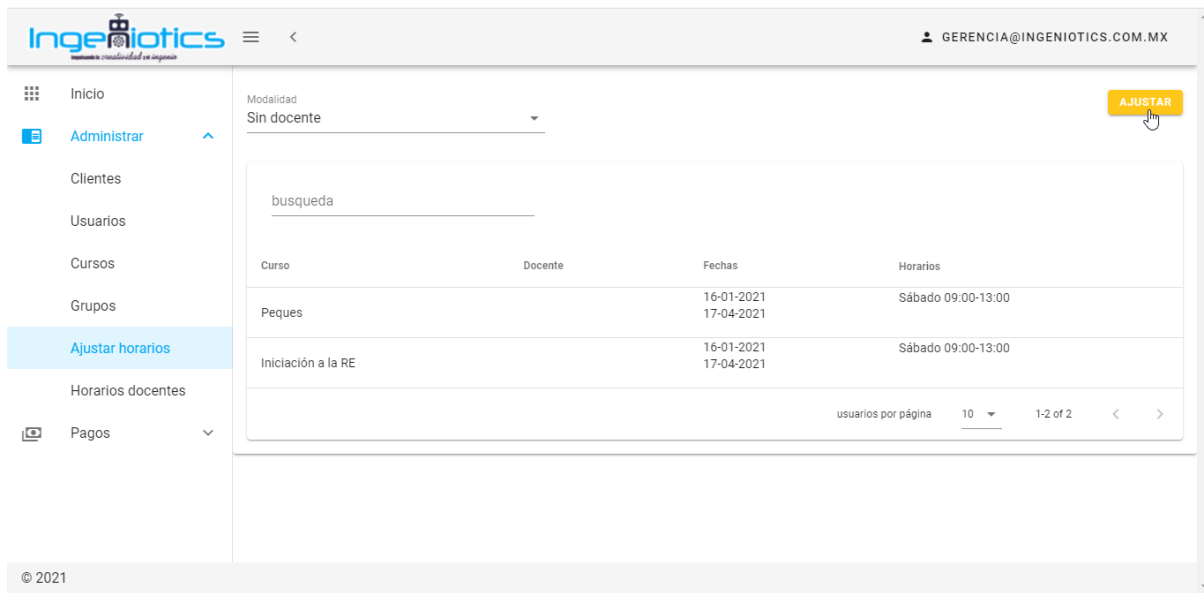 Ingeniotics
GERENCIA@INGENIOTICS.COM.MX
Inicio
Administrar
Clientes
Usuarios
Cursos
Grupos
Ajustar horarios
Horarios docentes
Pagos
Modalidad
Sin docente
AJUSTAR
busqueda
Curso Docente Fechas Horarios
Peques 16-01-2021 Sábado 09:00-13:00
17-04-2021
Iniciación a la RE 16-01-2021 Sábado 09:00-13:00
17-04-2021
usuarios por página 10 1-2 of 2
© 2021